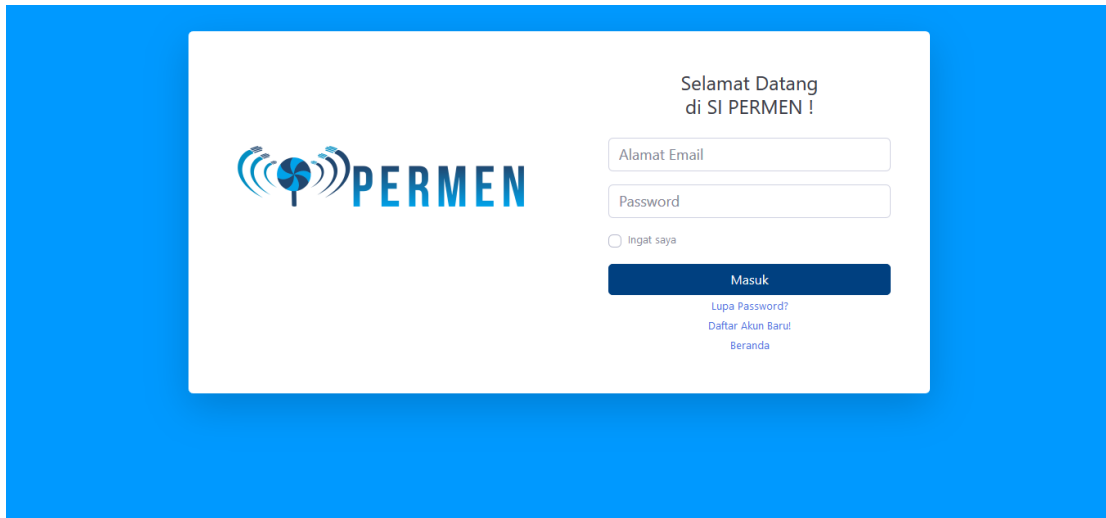 PERMEN
Selamat Datang
di SI PERMEN !
Alamat Email
Password
Ingat saya
Masuk
Lupa Password?
Daftar Akun Baru!
Beranda